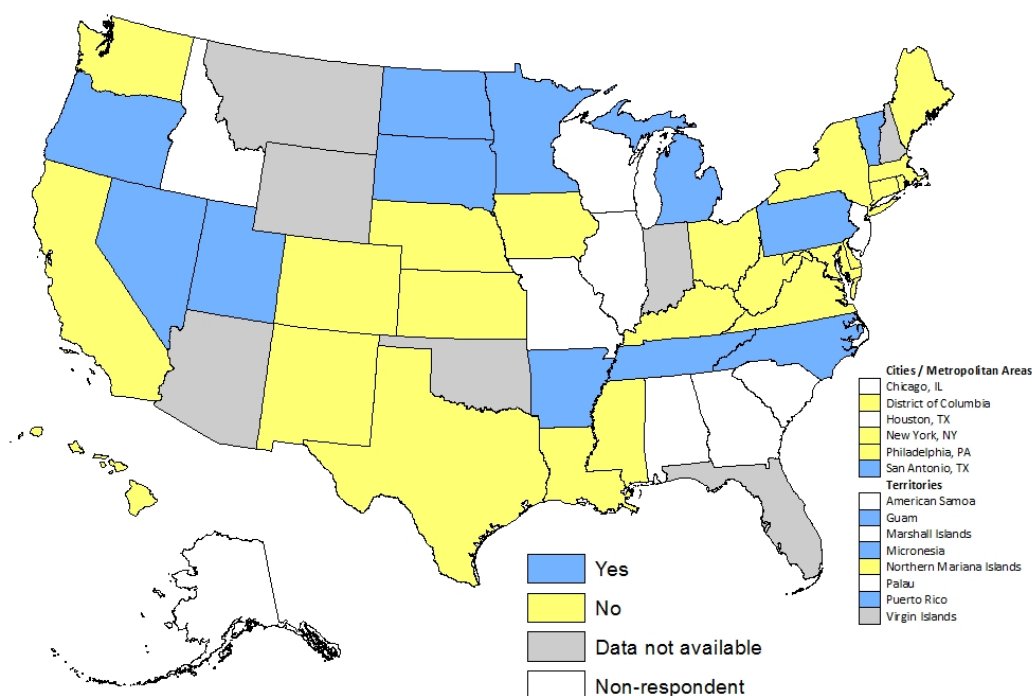 Cities / Metropolitan Areas
Chicago, IL
District of Columbia
Houston, TX
New York, NY
Philadelphia, PA
San Antonio, TX
Territories
American Samoa
Guam
Marshall Islands
Micronesia
Northern Mariana Islands
Palau
Puerto Rico
Virgin Islands
Yes
No
Data not available
Non-respondent